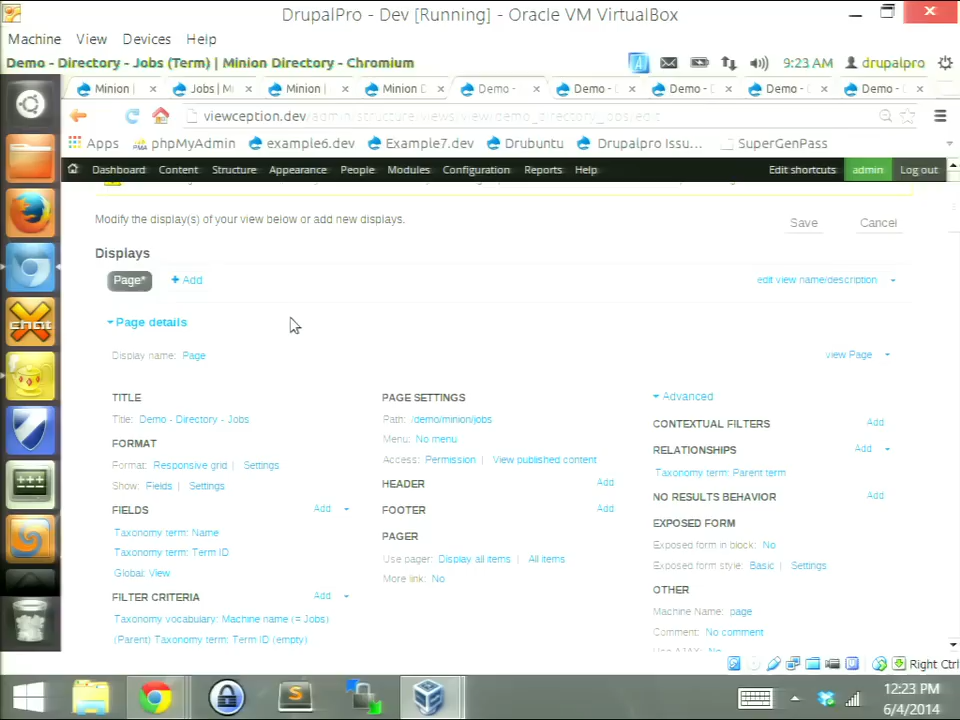 DrupalPro - Dev [Running] - Oracle VM VirtualBox
Machine View Devices Help
Demo - Directory - Jobs (Term) | Minion Directory - Chromium
9:23 AM drupalpro
Minion | Jobs | M Minion | Minion Demo - Demo - Demo - Demo - Demo -
viewception.dev/admin/structure/views/view/demo_directory_jobs/edit
Apps phpMyAdmin example6.dev Example7.dev Drubuntu Drupalpro Issu... SuperGenPass
Dashboard Content Structure Appearance People Modules Configuration Reports Help Edit shortcuts admin Log out
Modify the display(s) of your view below or add new displays.
Save Cancel
Displays
Page* + Add edit view name/description
Page details
Display name: Page view Page
TITLE
Title: Demo - Directory - Jobs
FORMAT
Format: Responsive grid | Settings
Show: Fields | Settings
FIELDS Add
Taxonomy term: Name
Taxonomy term: Term ID
Global: View
FILTER CRITERIA Add
Taxonomy vocabulary: Machine name (= Jobs)
(Parent) Taxonomy term: Term ID (empty)
PAGE SETTINGS
Path: /demo/minion/jobs
Menu: No menu
Access: Permission | View published content
HEADER Add
FOOTER Add
PAGER
Use pager: Display all items | All items
More link: No
Advanced
CONTEXTUAL FILTERS Add
RELATIONSHIPS Add
Taxonomy term: Parent term
NO RESULTS BEHAVIOR Add
EXPOSED FORM
Exposed form in block: No
Exposed form style: Basic | Settings
OTHER
Machine Name: page
Comment: No comment
Use AJAX: No
Right Ctrl
12:23 PM
6/4/2014